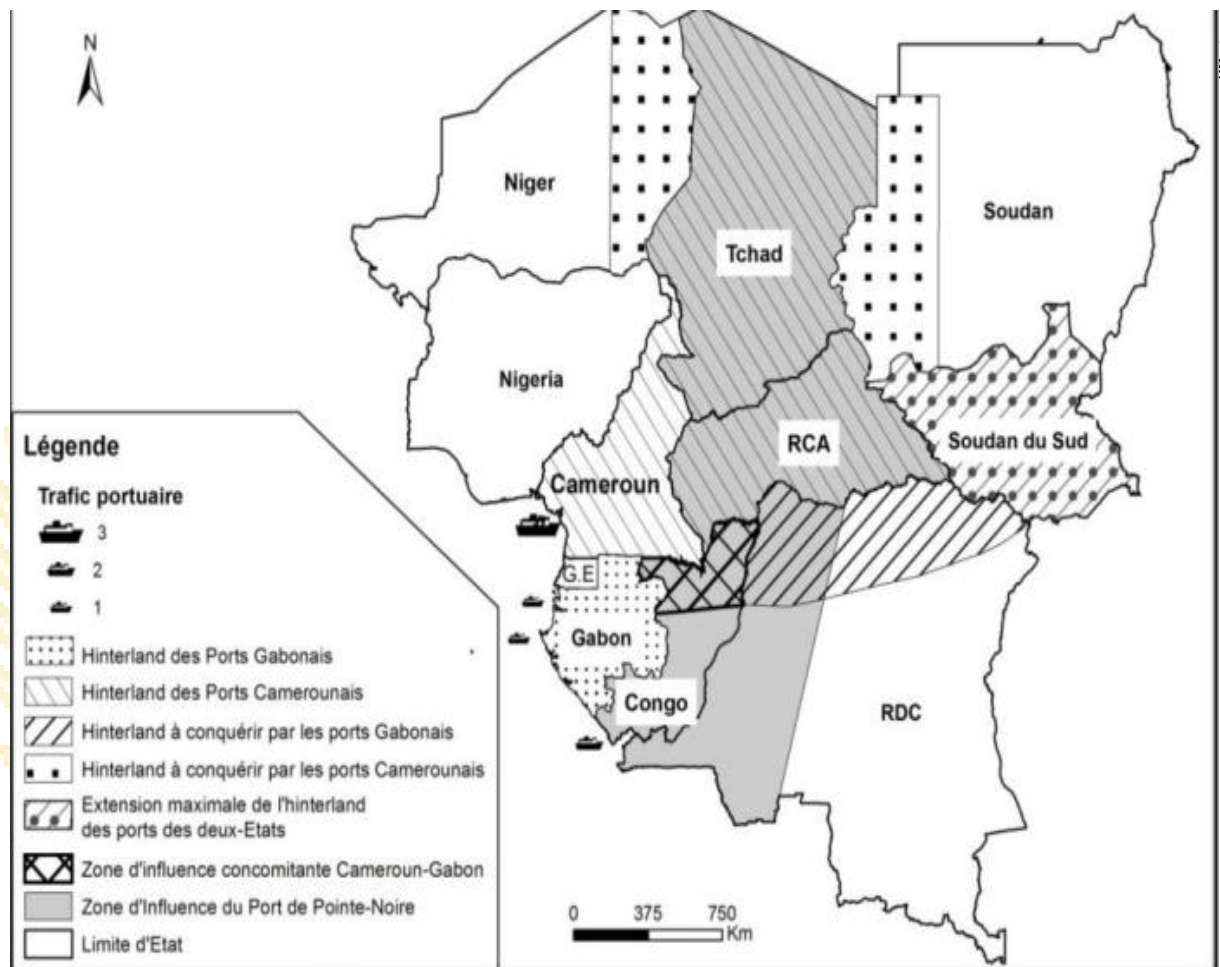 N
Niger
Soudan
Tchad
Nigeria
RCA
Soudan du Sud
Cameroun
G.E
Gabon
Congo
RDC
Légende
Trafic portuaire
3
2
1
Hinterland des Ports Gabonais
Hinterland des Ports Camerounais
Hinterland à conquérir par les ports Gabonais
Hinterland à conquérir par les ports Camerounais
Extension maximale de l'hinterland
des ports des deux-Etats
Zone d'influence concomitante Cameroun-Gabon
Zone d'Influence du Port de Pointe-Noire
Limite d'Etat
0 375 750
Km